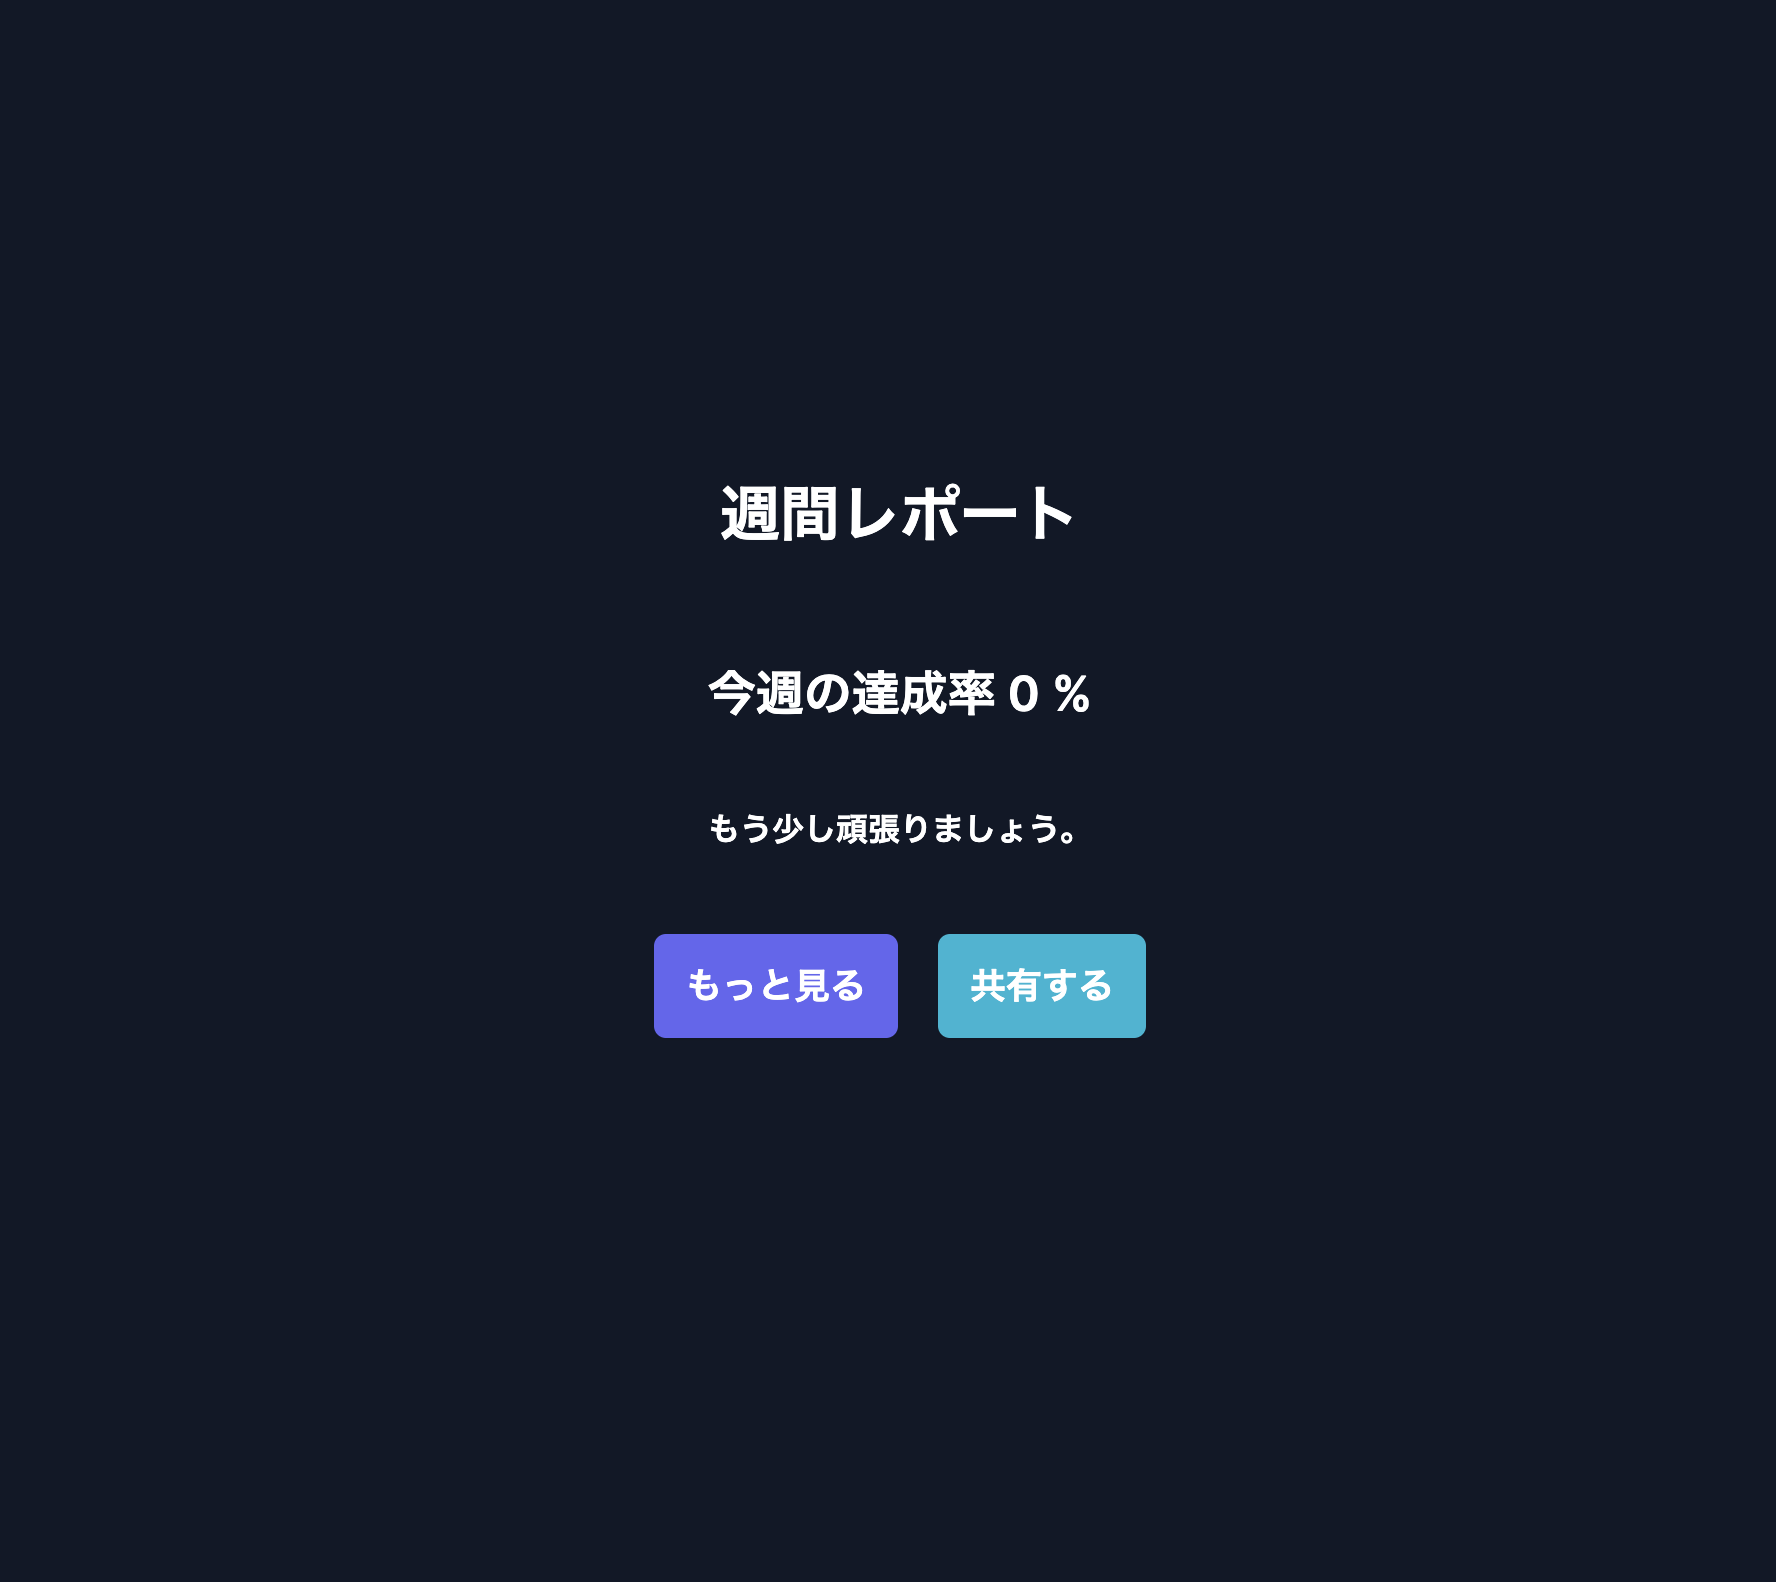 週間レポート
今週の達成率 0 %
もう少し頑張りましょう。
もっと見る
共有する